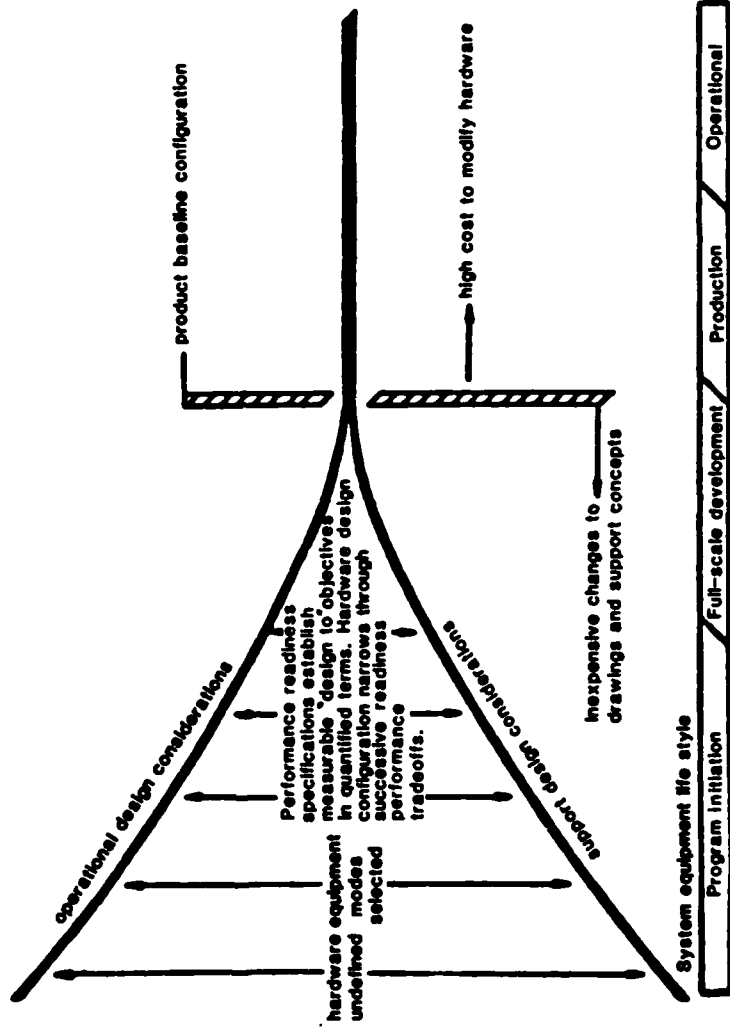 product baseline configuration
operational design considerations
Performance readiness
specifications establish
measurable "design to" objectives
in quantified terms. Hardware design
configuration narrows through
successive readiness
performance
tradeoffs.
hardware equipment
undefined modes
selected
high cost to modify hardware
support design considerations
Inexpensive changes to
drawings and support concepts
System equipment life style
Program initiation
Full-scale development
Production
Operational